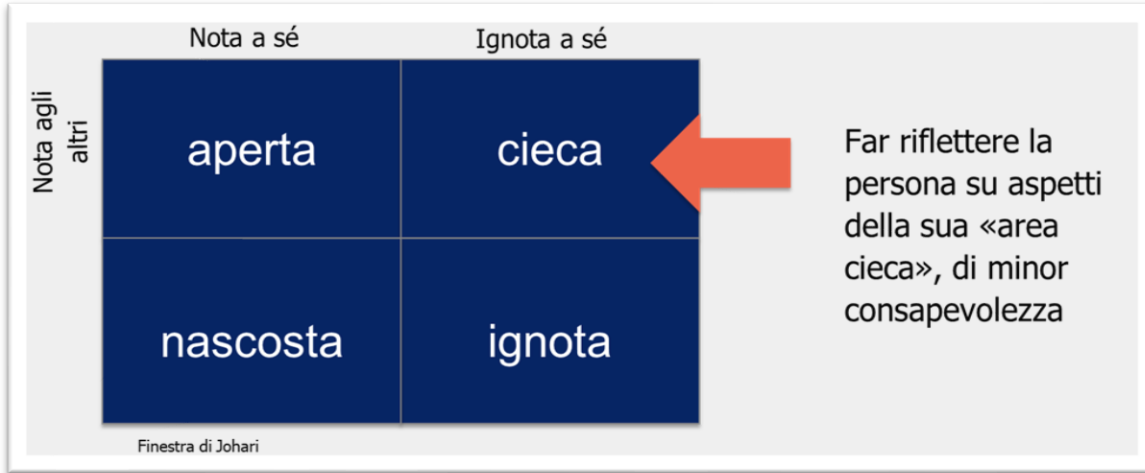 Nota a sé
Ignota a sé
Nota agli
altri
aperta
cieca
nascosta
ignota
Finestra di Johari
Far riflettere la
persona su aspetti
della sua «area
cieca», di minor
consapevolezza